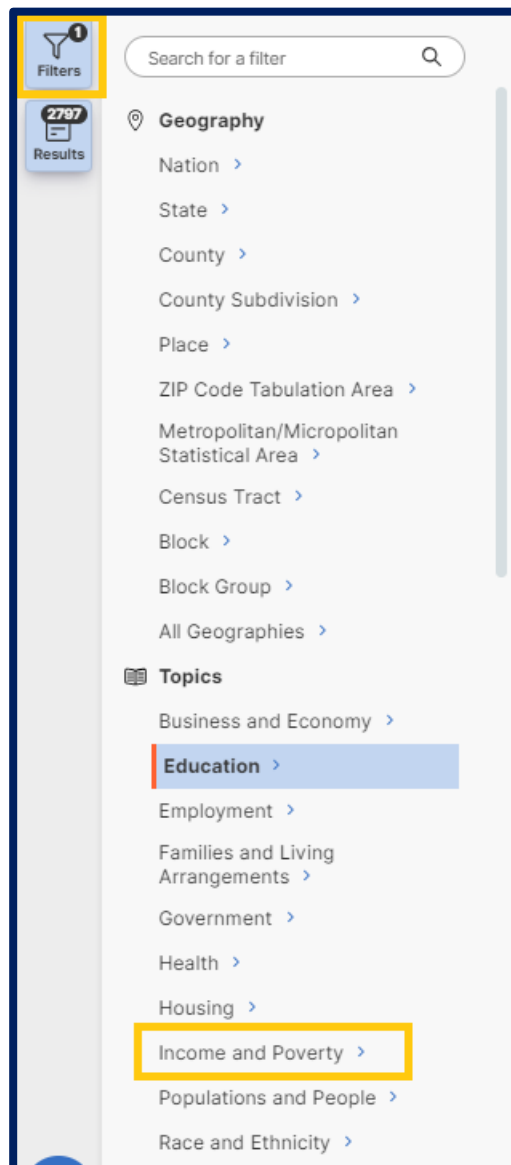 1
Filters
2797
Results
Search for a filter
Geography
Nation
State
County
County Subdivision
Place
ZIP Code Tabulation Area
Metropolitan/Micropolitan
Statistical Area
Census Tract
Block
Block Group
All Geographies
Topics
Business and Economy
Education
Employment
Families and Living
Arrangements
Government
Health
Housing
Income and Poverty
Populations and People
Race and Ethnicity